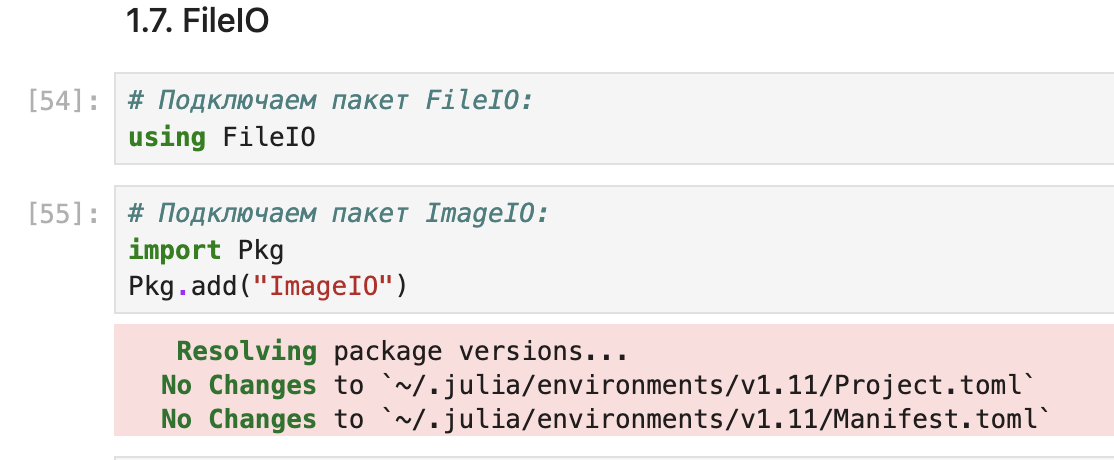 1.7. FileIO
[54]:
# Подключаем пакет FileIO:
using FileIO
[55]:
# Подключаем пакет ImageIO:
import Pkg
Pkg.add("ImageIO")
Resolving package versions...
No Changes to `~/.julia/environments/v1.11/Project.toml`
No Changes to `~/.julia/environments/v1.11/Manifest.toml`